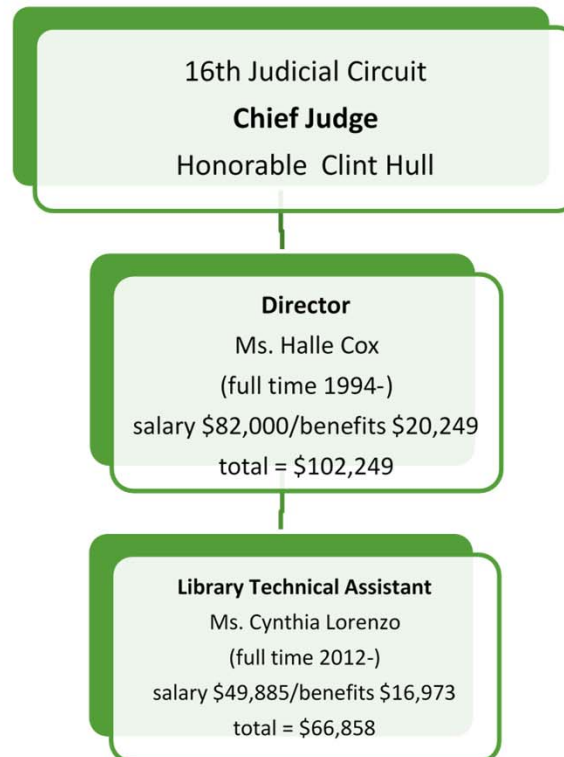 16th Judicial Circuit
Chief Judge
Honorable Clint Hull
Director
Ms. Halle Cox
(full time 1994-)
salary $82,000/benefits $20,249
total = $102,249
Library Technical Assistant
Ms. Cynthia Lorenzo
(full time 2012-)
salary $49,885/benefits $16,973
total = $66,858